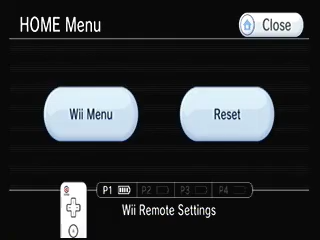 HOME Menu
Close
Wii Menu
Reset
P1 P2 P3 P4
Wii Remote Settings